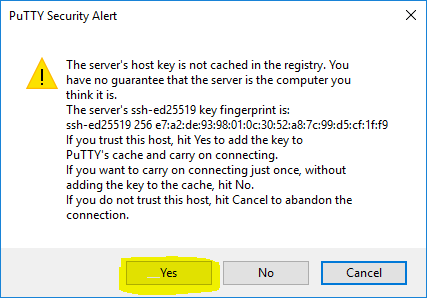 PuTTY Security Alert
The server's host key is not cached in the registry. You
have no guarantee that the server is the computer you
think it is.
The server's ssh-ed25519 key fingerprint is:
ssh-ed25519 256 e7:a2:de:93:98:01:0c:30:52:a8:7c:99:d5:cf:1f:f9
If you trust this host, hit Yes to add the key to
PuTTY's cache and carry on connecting.
If you want to carry on connecting just once, without
adding the key to the cache, hit No.
If you do not trust this host, hit Cancel to abandon the
connection.
Yes No Cancel